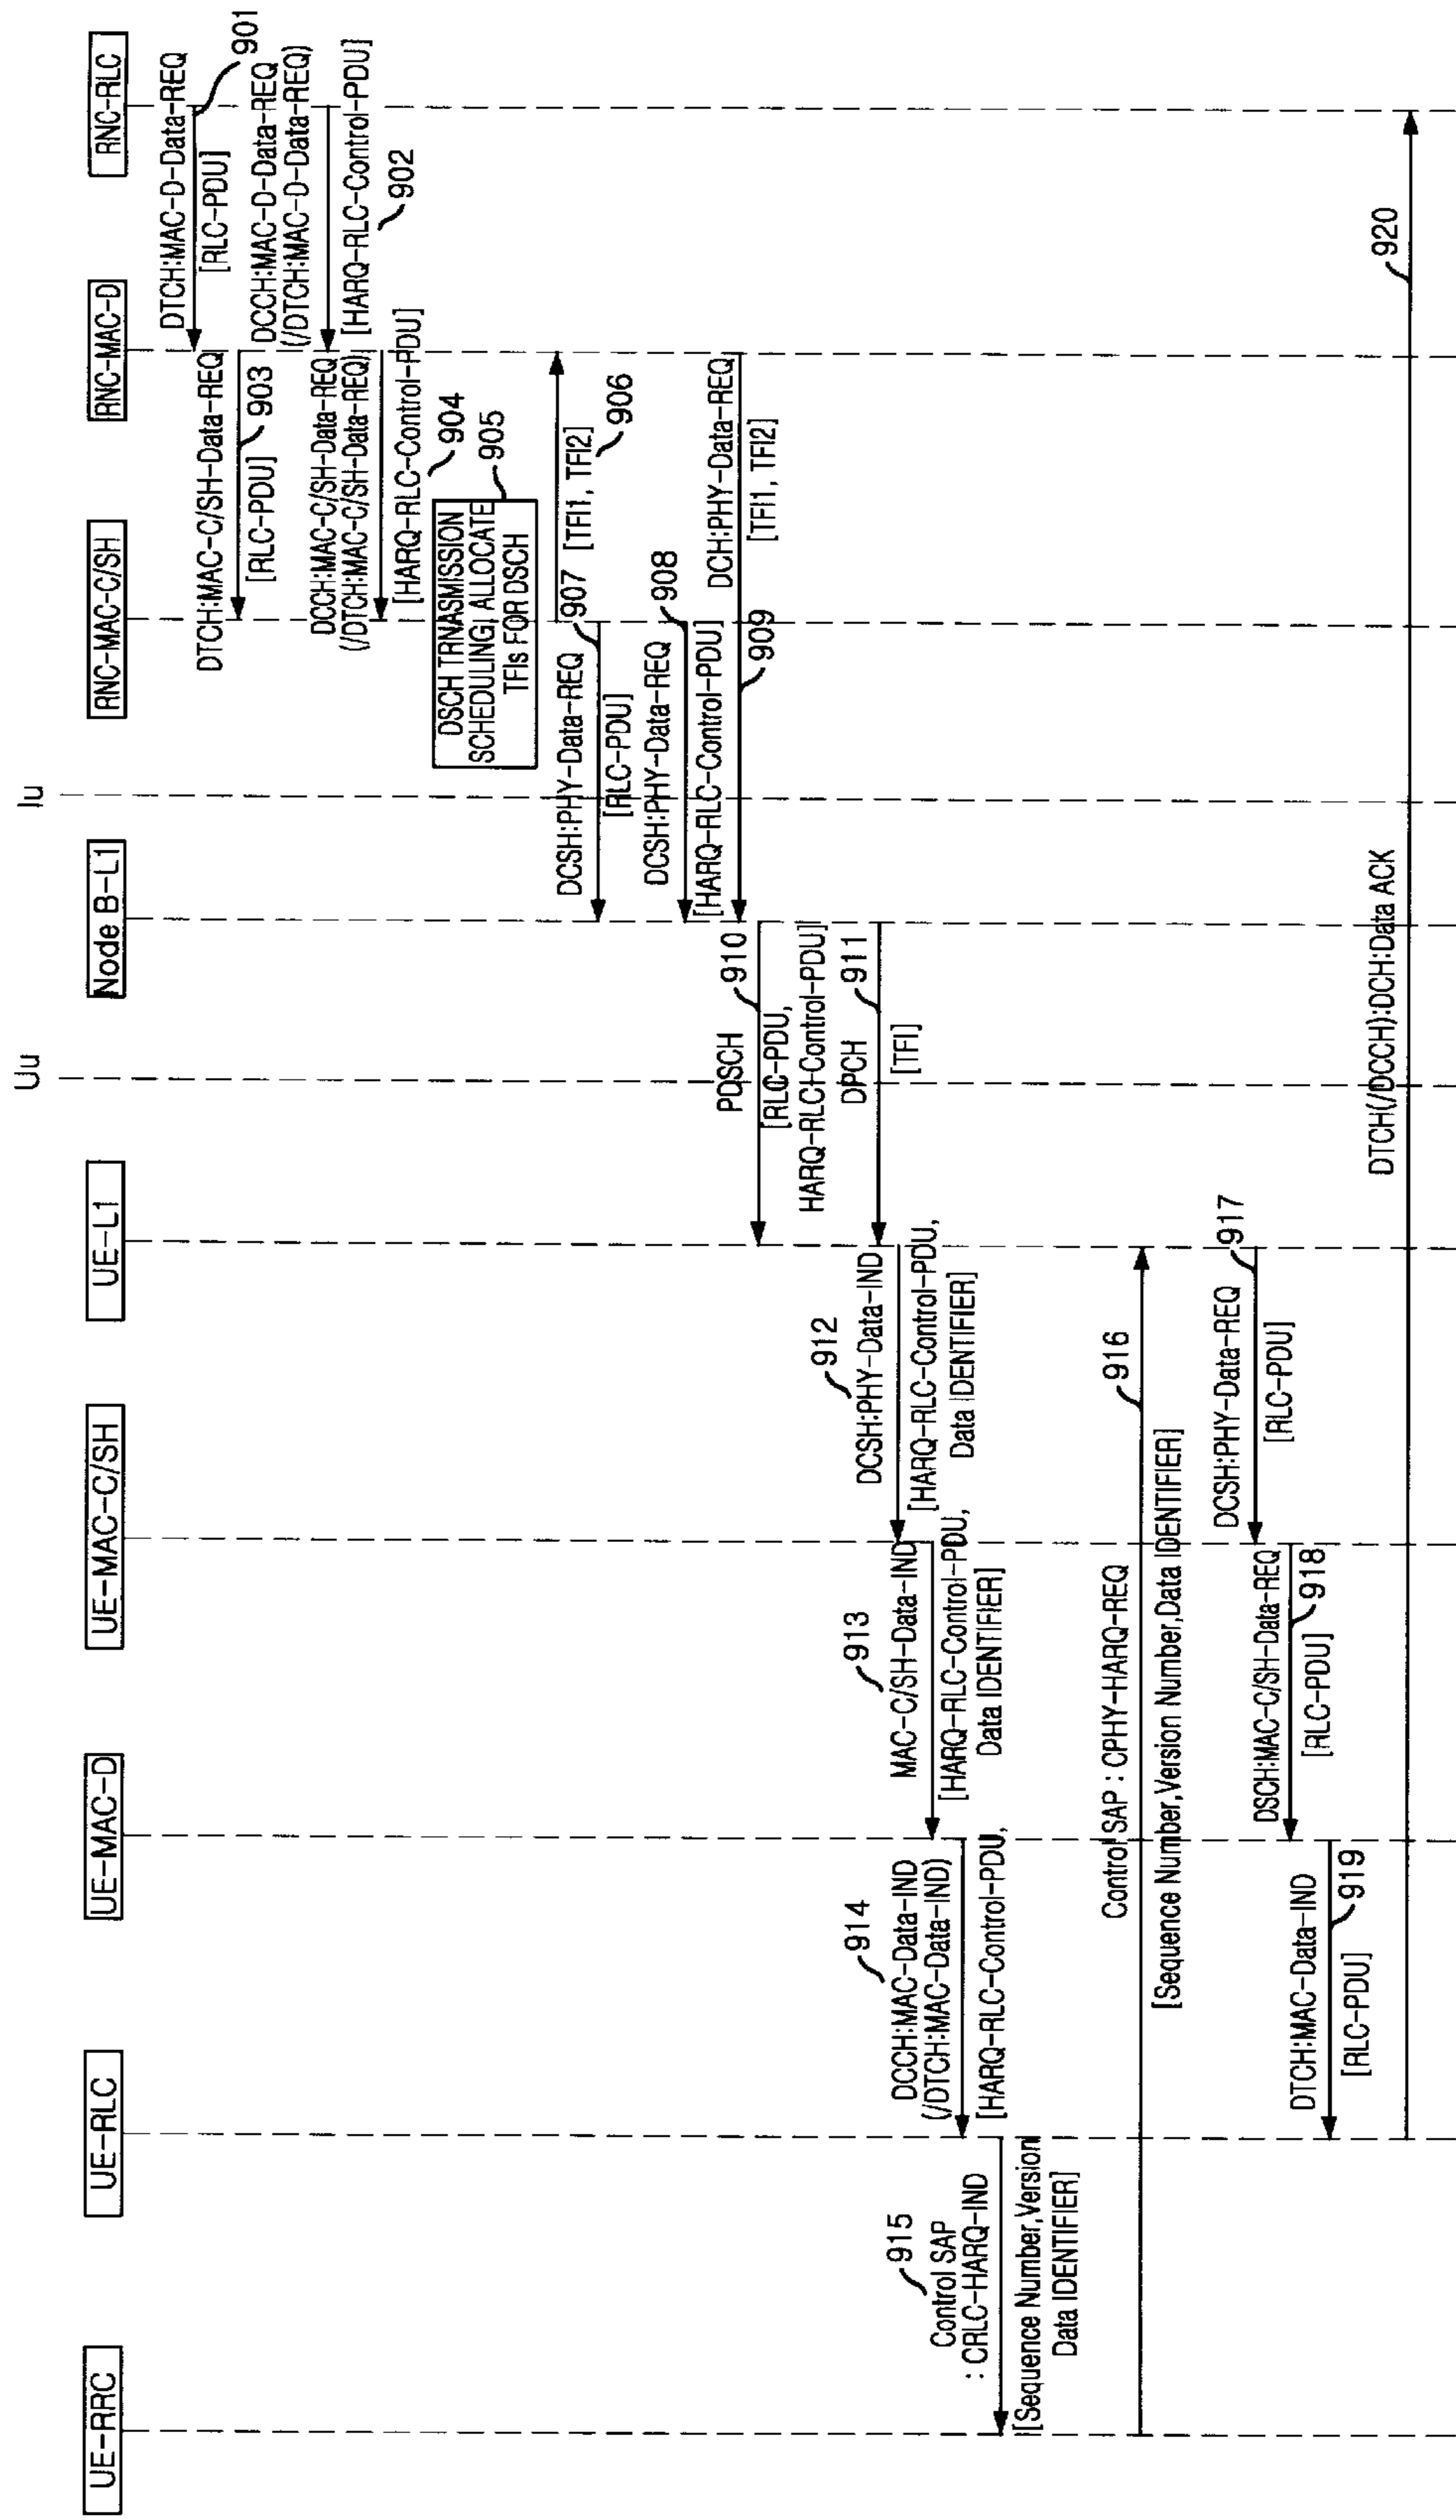 Uu
Iu
UE-RRC
UE-RLC
UE-MAC-D
UE-MAC-C/SH
UE-L1
Node B-L1
RNC-MAC-C/SH
RNC-MAC-D
RNC-RLC
DTCH:MAC-D-Data-REQ
901
[RLC-PDU]
DCCH:MAC-D-Data-REQ
(/DTCH:MAC-D-Data-REQ)
[HARQ-RLC-Control-PDU]
902
DTCH:MAC-C/SH-Data-REQ
903
[RLC-PDU]
DCCH:MAC-C/SH-Data-REQ
(/DTCH:MAC-C/SH-Data-REQ)
[HARQ-RLC-Control-PDU]
904
905
DSCH TRNASMISSION
SCHEDULING, ALLOCATE
TFIs FOR DSCH
[TFI1, TFI2]
906
907
DCSH:PHY-Data-REQ
[RLC-PDU]
908
DCSH:PHY-Data-REQ
[HARQ-RLC-Control-PDU]
DCH:PHY-Data-REQ
909
[TFI1, TFI2]
PDSCH
910
[RLC-PDU,
HARQ-RLC-Control-PDU]
DPCH
911
[TFI]
912
DCSH:PHY-Data-IND
[HARQ-RLC-Control-PDU,
Data IDENTIFIER]
913
MAC-C/SH-Data-IND
[HARQ-RLC-Control-PDU,
Data IDENTIFIER]
914
DCCH:MAC-Data-IND
(/DTCH:MAC-Data-IND)
[HARQ-RLC-Control-PDU,
915
Control SAP
: CRLC-HARQ-IND
[Sequence Number,Version
Data IDENTIFIER]
Control SAP : CPHY-HARQ-REQ
916
[Sequence Number,Version Number,Data IDENTIFIER]
DCSH:PHY-Data-REQ
917
[RLC-PDU]
DSCH:MAC-C/SH-Data-REQ
918
[RLC-PDU]
DTCH:MAC-Data-IND
919
[RLC-PDU]
DTCH(/DCCH):DCH:Data ACK
920